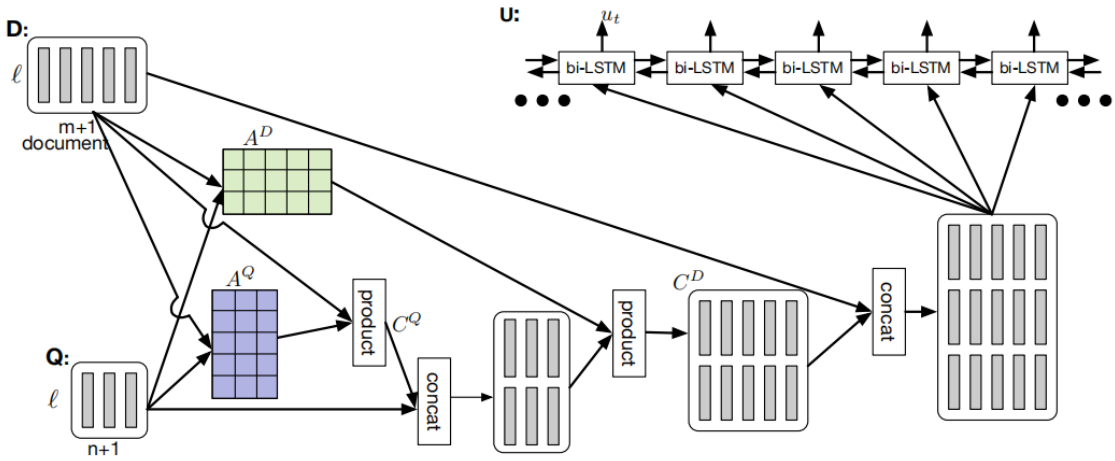 D:
ℓ
m+1
document
U:
u_t
bi-LSTM
bi-LSTM
bi-LSTM
bi-LSTM
bi-LSTM
A^D
A^Q
product
C^Q
Q:
ℓ
n+1
concat
product
C^D
concat